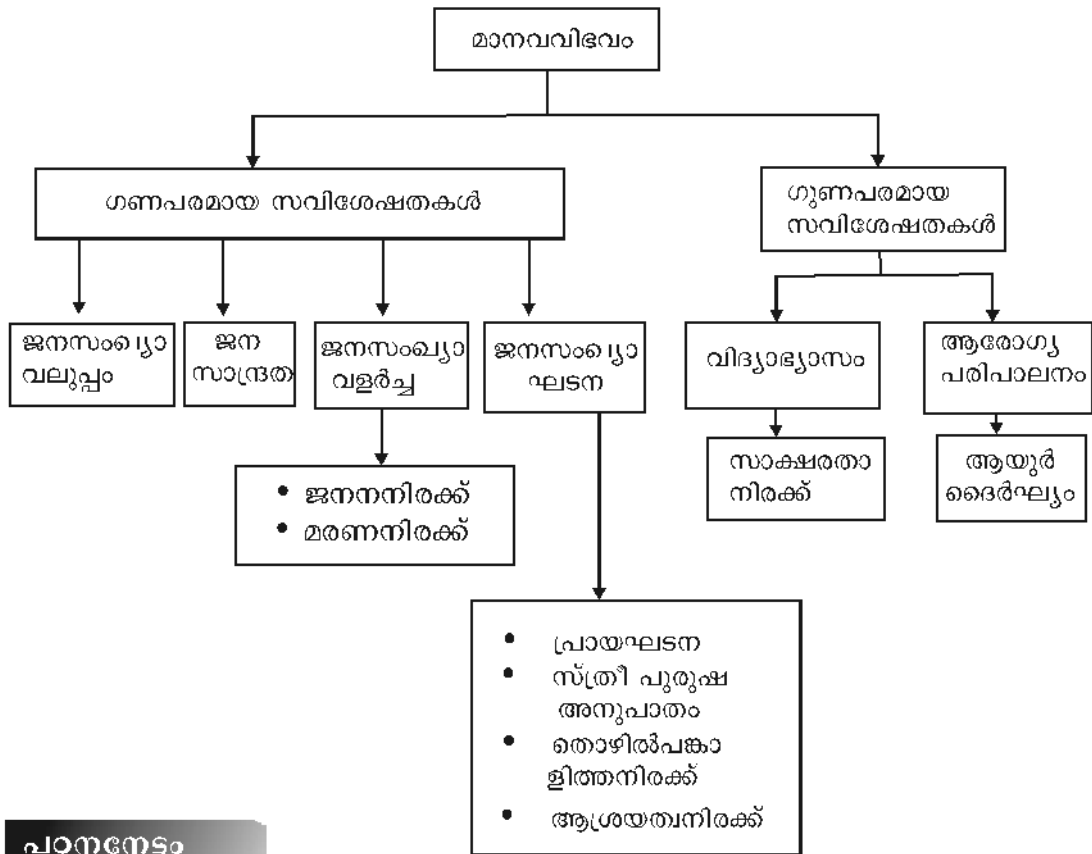 മാനവവിഭവം
ഗണപരമായ സവിശേഷതകൾ
ഗുണപരമായ
സവിശേഷതകൾ
ജനസംഖ്യാ
വലുപ്പം
ജന
സാന്ദ്രത
ജനസംഖ്യാ
വളർച്ച
ജനസംഖ്യാ
ഘടന
വിദ്യാഭ്യാസം
ആരോഗ്യ
പരിപാലനം
സാക്ഷരതാ
നിരക്ക്
ആയുർ
ദൈർഘ്യം
• ജനനനിരക്ക്
• മരണനിരക്ക്
• പ്രായഘടന
• സ്ത്രീ പുരുഷ
അനുപാതം
• തൊഴിൽപങ്കാ
ളിത്തനിരക്ക്
• ആശ്രയത്വനിരക്ക്
പഠനനേട്ടം